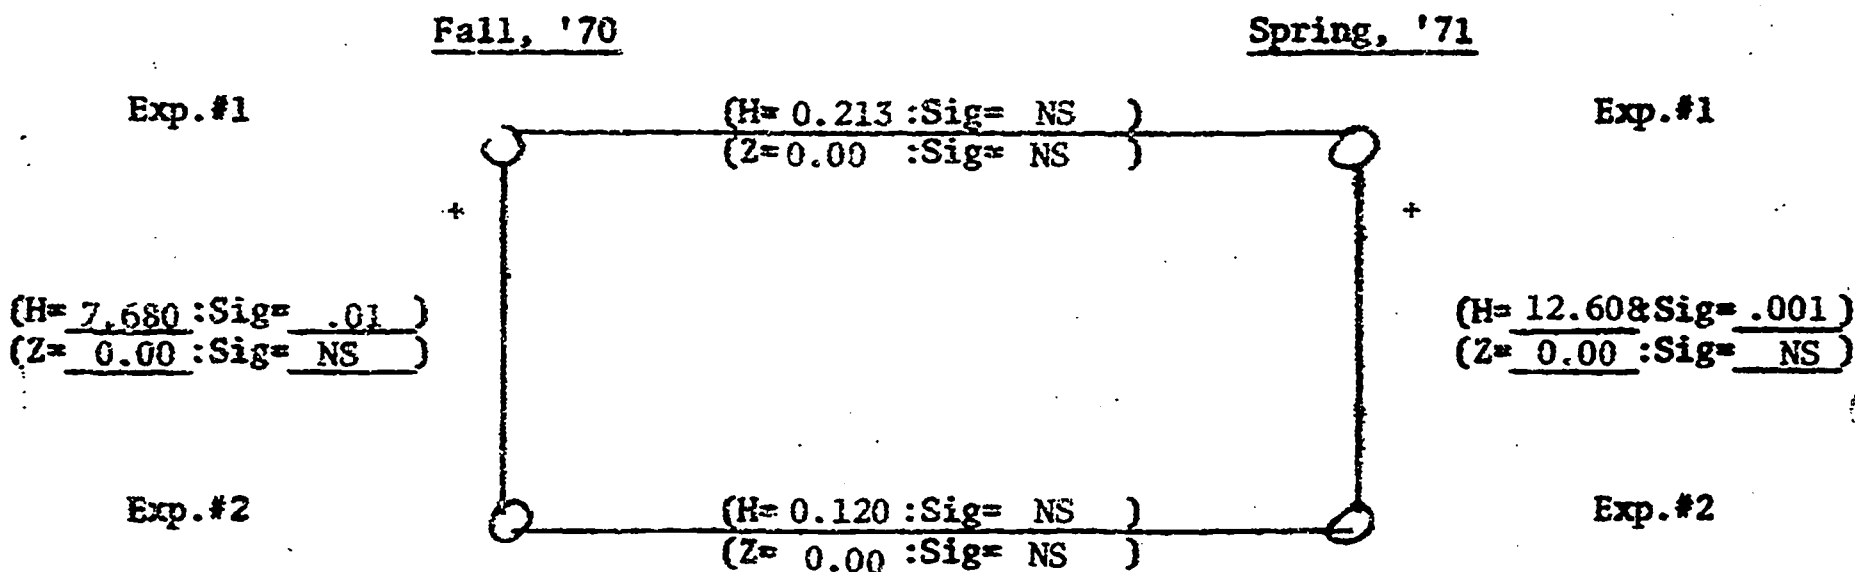 Fall, '70 Spring, '71
Exp.#1 (H= 0.213 :Sig= NS ) Exp.#1
(Z=0.00 :Sig= NS )
+ +
(H= 7.680 :Sig= .01 ) (H= 12.608&Sig= .001 )
(Z= 0.00 :Sig= NS ) (Z= 0.00 :Sig= NS )
Exp.#2 (H= 0.120 :Sig= NS ) Exp.#2
(Z= 0.00 :Sig= NS )